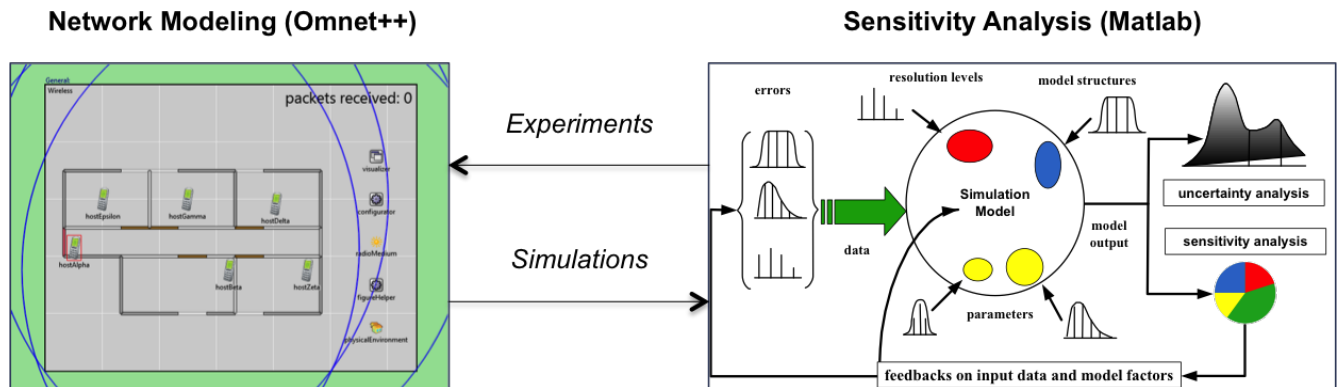 Network Modeling (Omnet++)
General:
Wireless
packets received: 0
hostEpsilon
hostGamma
hostDelta
hostAlpha
hostBeta
hostZeta
visualizer
configurator
radioMedium
figureHelper
physicalEnvironment
Experiments
Simulations
Sensitivity Analysis (Matlab)
resolution levels
model structures
errors
Simulation
Model
data
parameters
model
output
uncertainty analysis
sensitivity analysis
feedbacks on input data and model factors